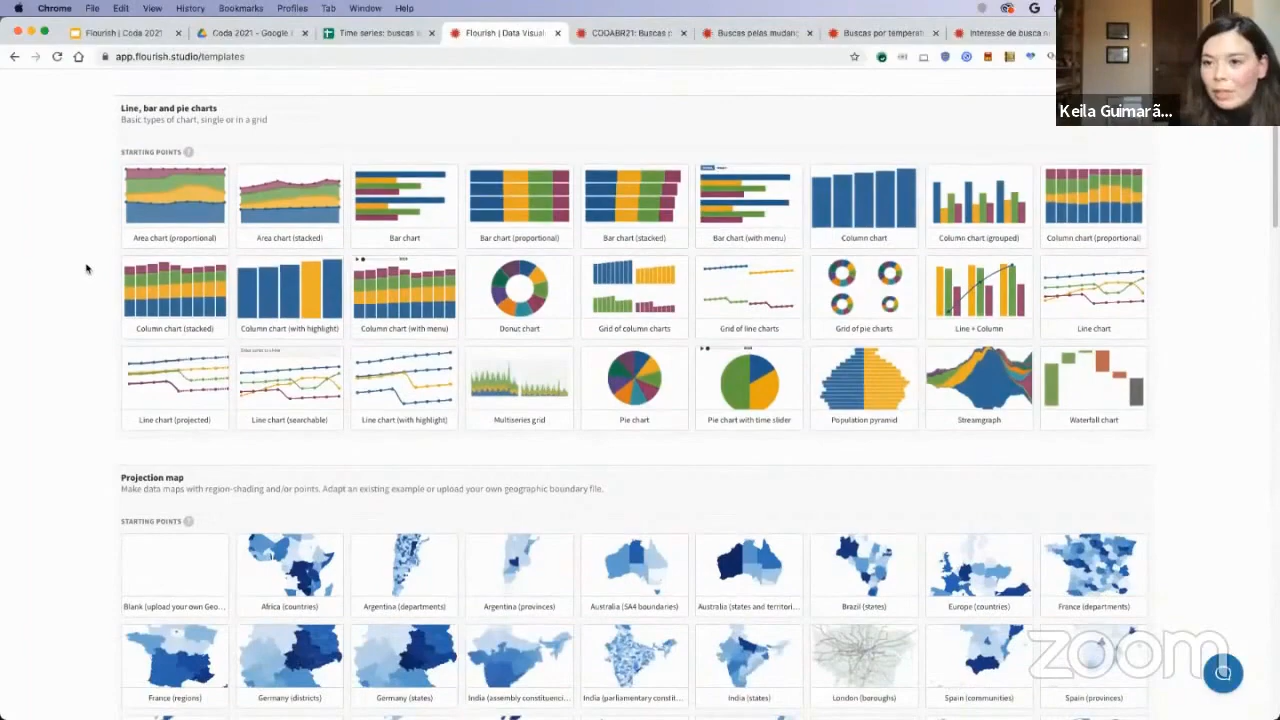 Chrome File Edit View History Bookmarks Profiles Tab Window Help
Flourish | Coda 2021
Coda 2021 - Google
Time series: buscas
Flourish | Data Visual
CODABR21: Buscas
Buscas pelas mudan
Buscas por temperat
Interesse de busca n
app.flourish.studio/templates
Keila Guimarã...
Line, bar and pie charts
Basic types of chart, single or in a grid
STARTING POINTS ?
Area chart (proportional)
Area chart (stacked)
Bar chart
Bar chart (proportional)
Bar chart (stacked)
Bar chart (with menu)
Column chart
Column chart (grouped)
Column chart (proportional)
Column chart (stacked)
Column chart (with highlight)
Column chart (with menu)
Donut chart
Grid of column charts
Grid of line charts
Grid of pie charts
Line + Column
Line chart
Line chart (projected)
Line chart (searchable)
Line chart (with highlight)
Multiseries grid
Pie chart
Pie chart with time slider
Population pyramid
Streamgraph
Waterfall chart
Projection map
Make data maps with region-shading and/or points. Adapt an existing example or upload your own geographic boundary file.
STARTING POINTS ?
Blank (upload your own Geo...
Africa (countries)
Argentina (departments)
Argentina (provinces)
Australia (SA4 boundaries)
Australia (states and territori...
Brazil (states)
Europe (countries)
France (departments)
France (regions)
Germany (districts)
Germany (states)
India (assembly constituenci...
India (parliamentary constit...
India (states)
London (boroughs)
Spain (communities)
Spain (provinces)
zoom